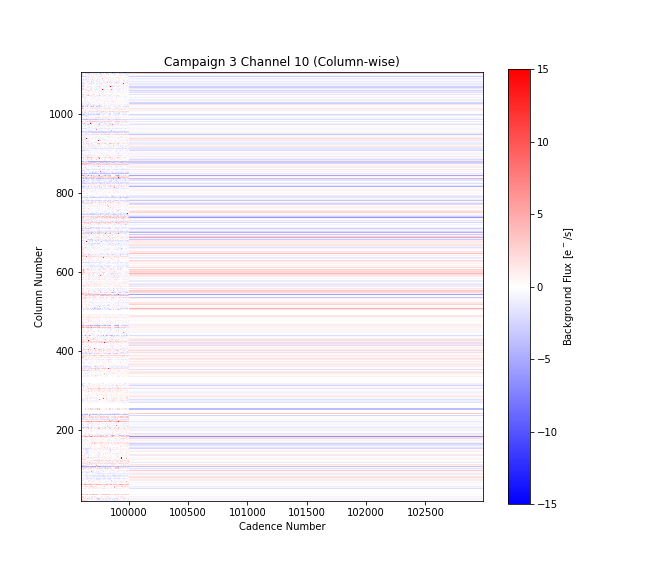 Campaign 3 Channel 10 (Column-wise)
1000
800
600
400
200
Column Number
100000 100500 101000 101500 102000 102500
Cadence Number
15
10
5
0
−5
−10
−15
Background Flux [e⁻/s]